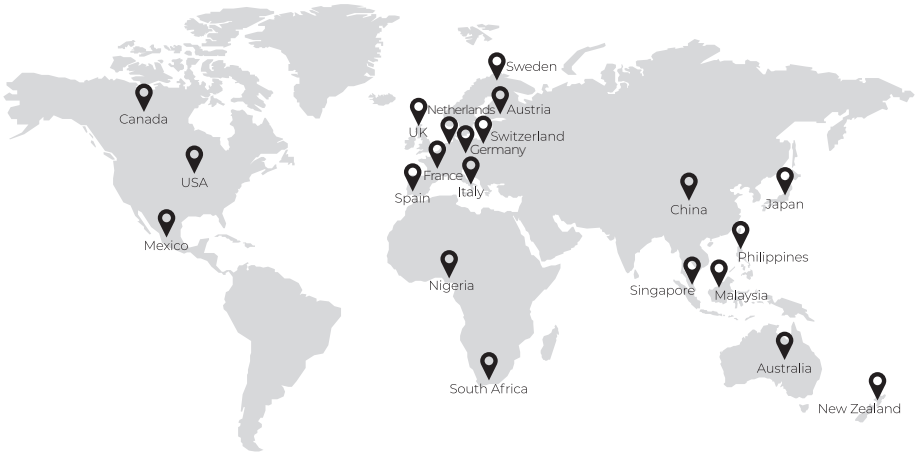 Sweden
Netherlands
Austria
Canada
UK
Switzerland
Germany
France
USA
Italy
Spain
China
Japan
Mexico
Philippines
Nigeria
Singapore
Malaysia
Australia
South Africa
New Zealand